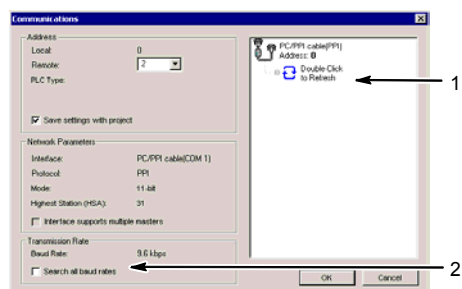 Communications
Address
Local: 0
Remote: 2
PLC Type:
Save settings with project
Network Parameters
Interface: PC/PPI cable(COM 1)
Protocol: PPI
Mode: 11-bit
Highest Station (HSA): 31
Interface supports multiple masters
Transmission Rate
Baud Rate: 9.6 kbps
Search all baud rates
PC/PPI cable(PPI)
Address: 0
Double-Click
to Refresh
1
2
OK
Cancel